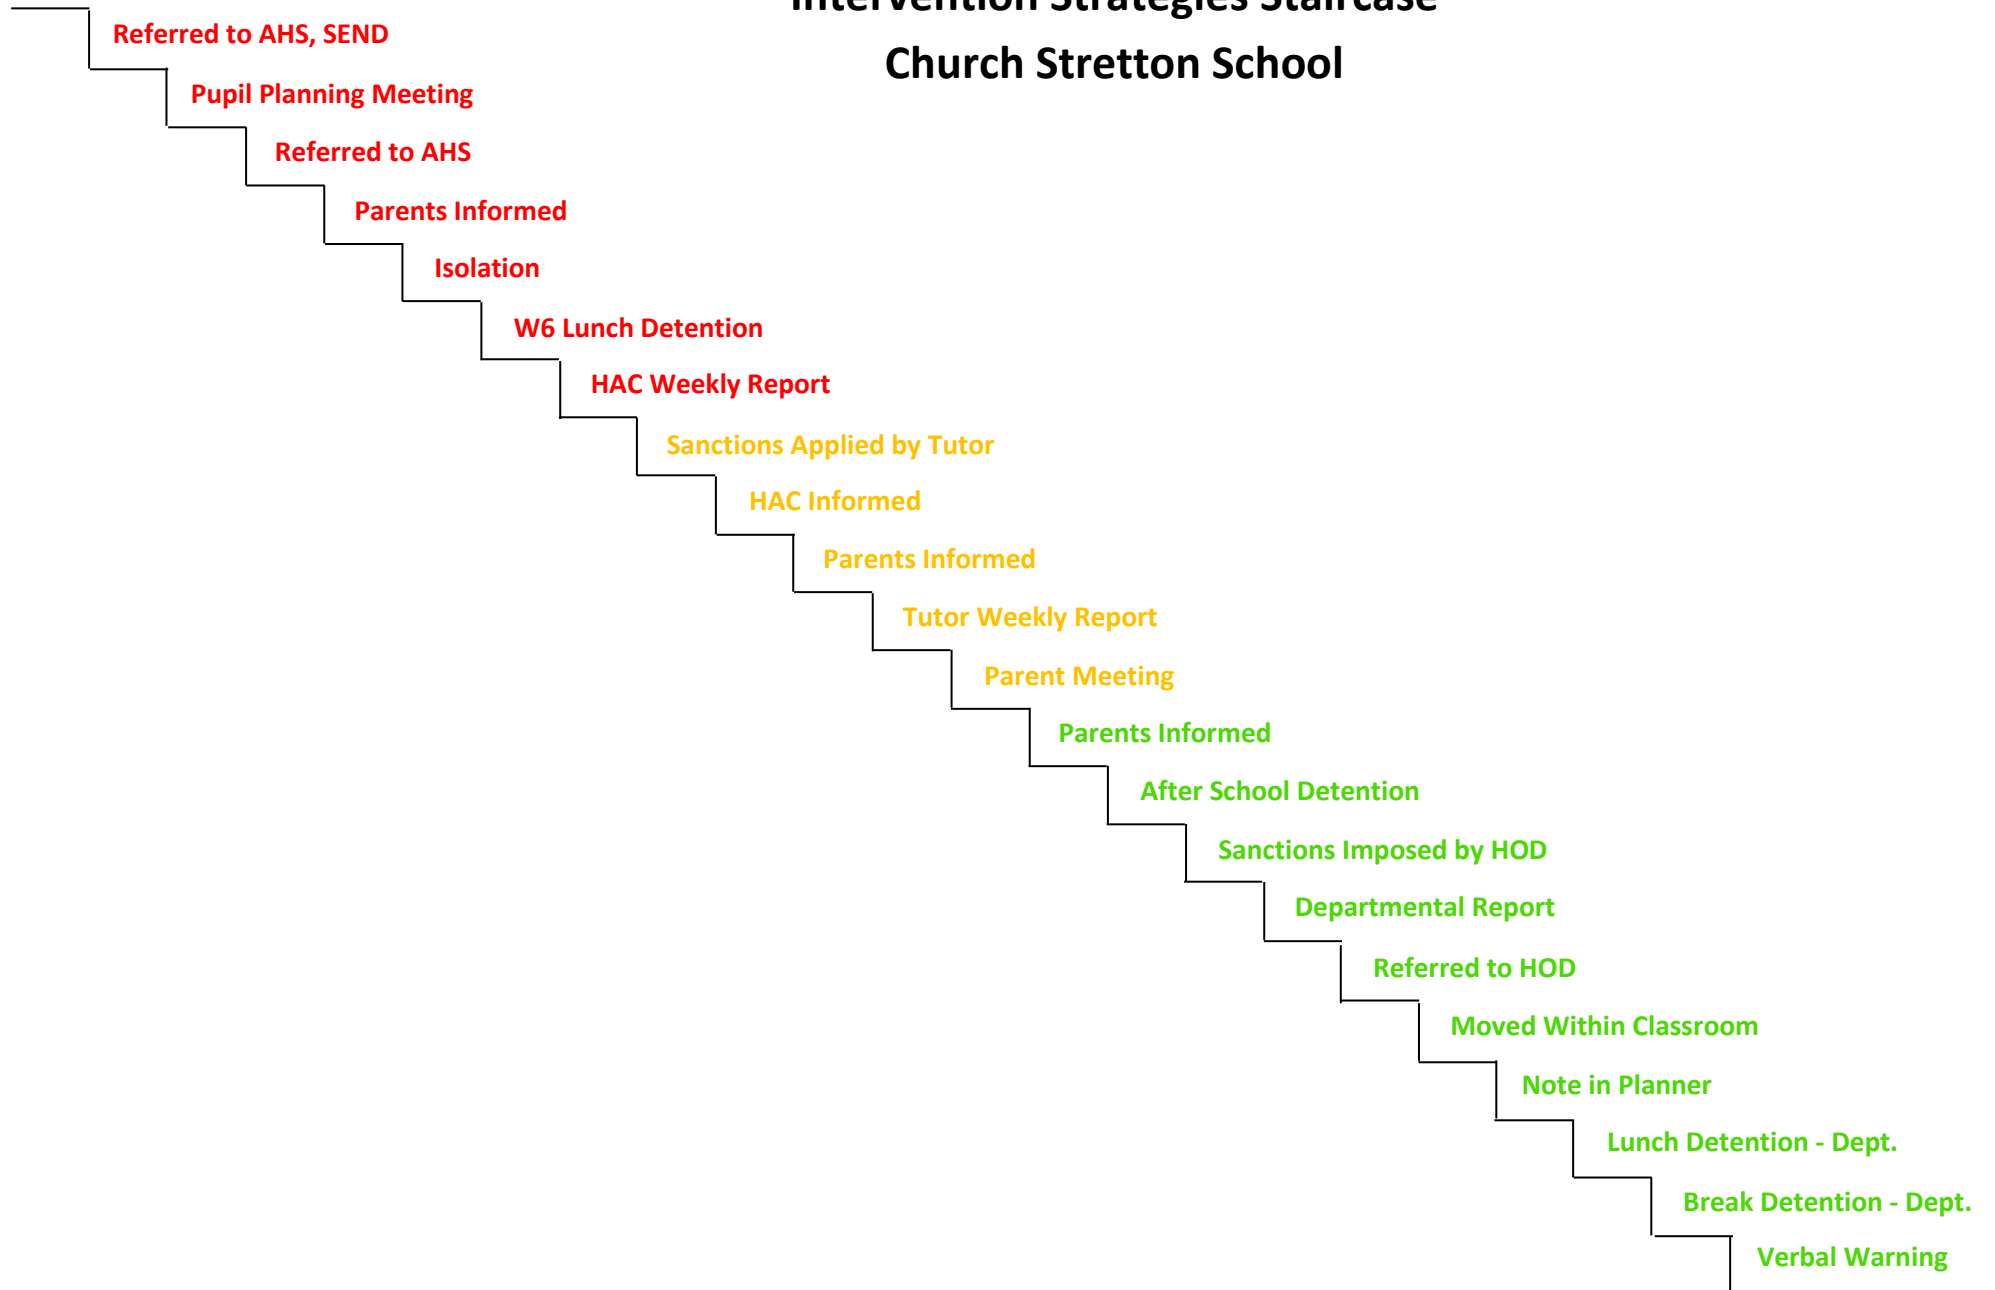 Intervention Strategies Staircase
Church Stretton School
Referred to AHS, SEND
Pupil Planning Meeting
Referred to AHS
Parents Informed
Isolation
W6 Lunch Detention
HAC Weekly Report
Sanctions Applied by Tutor
HAC Informed
Parents Informed
Tutor Weekly Report
Parent Meeting
Parents Informed
After School Detention
Sanctions Imposed by HOD
Departmental Report
Referred to HOD
Moved Within Classroom
Note in Planner
Lunch Detention - Dept.
Break Detention - Dept.
Verbal Warning